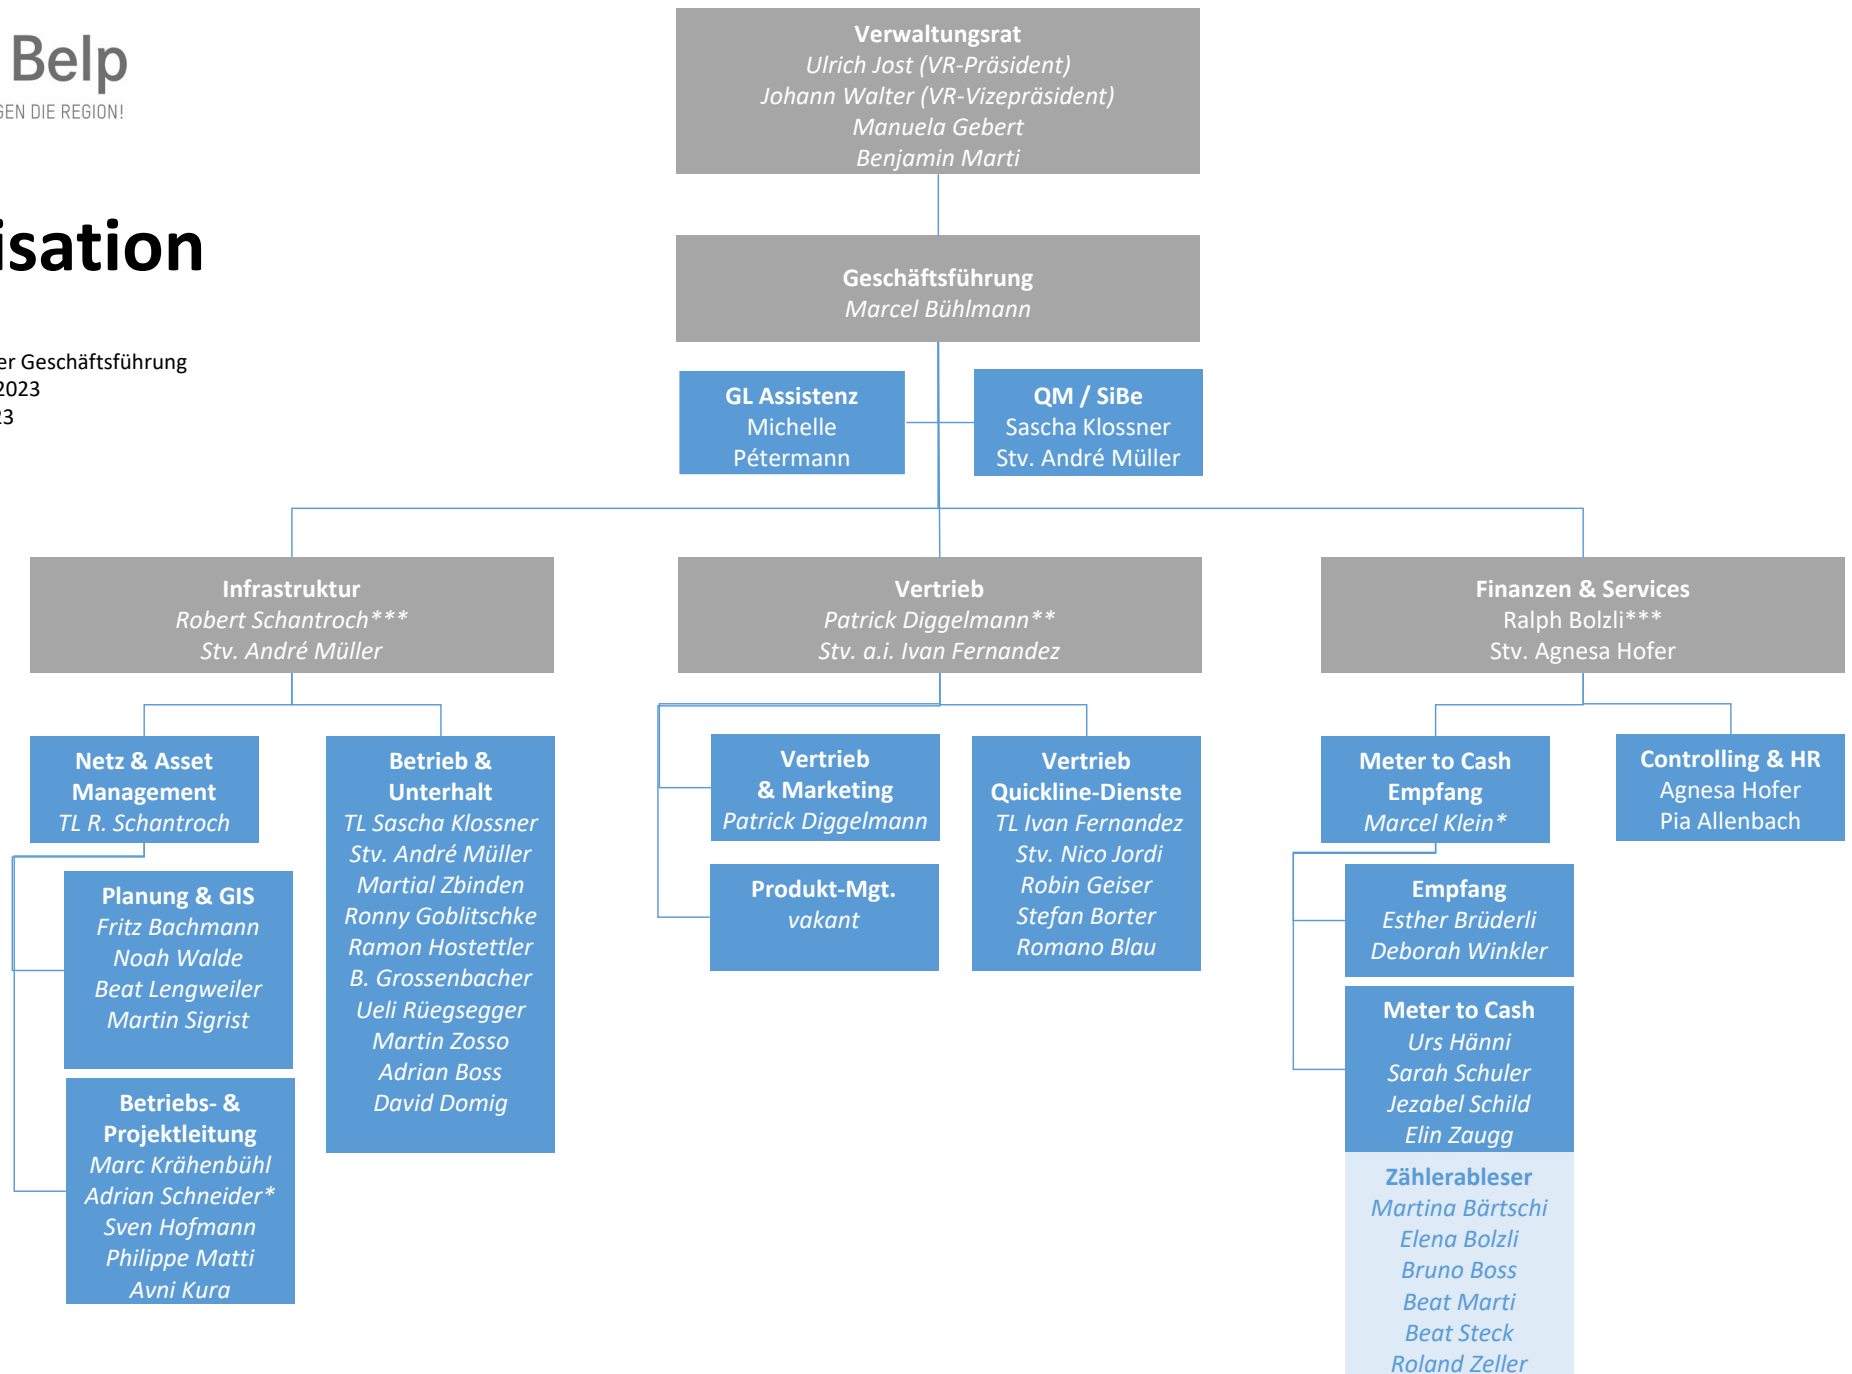 Belp
GEN DIE REGION!
isation
er Geschäftsführung
2023
23
Verwaltungsrat
Ulrich Jost (VR-Präsident)
Johann Walter (VR-Vizepräsident)
Manuela Gebert
Benjamin Marti
Geschäftsführung
Marcel Bühlmann
GL Assistenz
Michelle
Pétermann
QM / SiBe
Sascha Klossner
Stv. André Müller
Infrastruktur
Robert Schantroch***
Stv. André Müller
Vertrieb
Patrick Diggelmann**
Stv. a.i. Ivan Fernandez
Finanzen & Services
Ralph Bolzli***
Stv. Agnesa Hofer
Netz & Asset
Management
TL R. Schantroch
Planung & GIS
Fritz Bachmann
Noah Walde
Beat Lengweiler
Martin Sigrist
Betriebs- &
Projektleitung
Marc Krähenbühl
Adrian Schneider*
Sven Hofmann
Philippe Matti
Avni Kura
Betrieb &
Unterhalt
TL Sascha Klossner
Stv. André Müller
Martial Zbinden
Ronny Goblitschke
Ramon Hostettler
B. Grossenbacher
Ueli Rüegsegger
Martin Zosso
Adrian Boss
David Domig
Vertrieb
& Marketing
Patrick Diggelmann
Produkt-Mgt.
vakant
Vertrieb
Quickline-Dienste
TL Ivan Fernandez
Stv. Nico Jordi
Robin Geiser
Stefan Borter
Romano Blau
Meter to Cash
Empfang
Marcel Klein*
Empfang
Esther Brüderli
Deborah Winkler
Meter to Cash
Urs Hänni
Sarah Schuler
Jezabel Schild
Elin Zaugg
Zählerableser
Martina Bärtschi
Elena Bolzli
Bruno Boss
Beat Marti
Beat Steck
Roland Zeller
Controlling & HR
Agnesa Hofer
Pia Allenbach